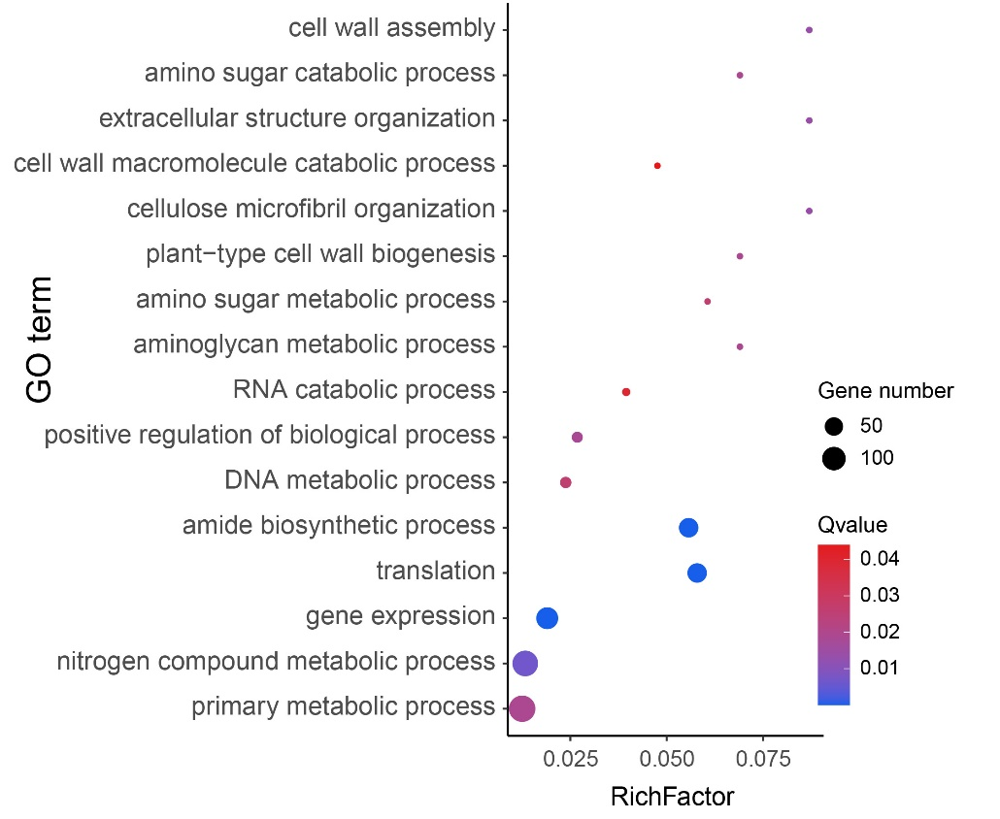 cell wall assembly
amino sugar catabolic process
extracellular structure organization
cell wall macromolecule catabolic process
cellulose microfibril organization
plant−type cell wall biogenesis
amino sugar metabolic process
aminoglycan metabolic process
RNA catabolic process
positive regulation of biological process
DNA metabolic process
amide biosynthetic process
translation
gene expression
nitrogen compound metabolic process
primary metabolic process
GO term
0.025 0.050 0.075
RichFactor
Gene number
50
100
Qvalue
0.04
0.03
0.02
0.01